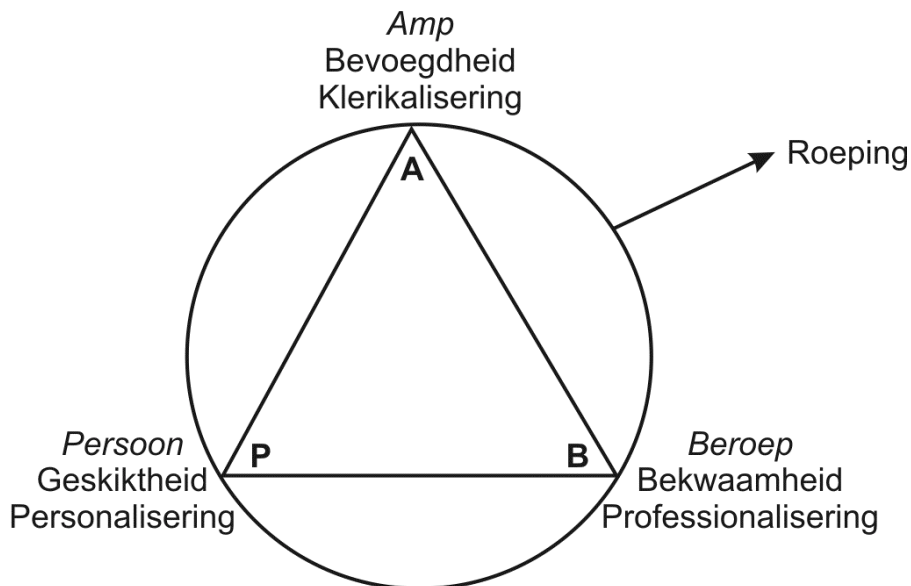 Amp
Bevoegdheid
Klerikalisering
A
Roeping
Persoon
Geskiktheid
Personalisering
P
B
Beroep
Bekwaamheid
Professionalisering